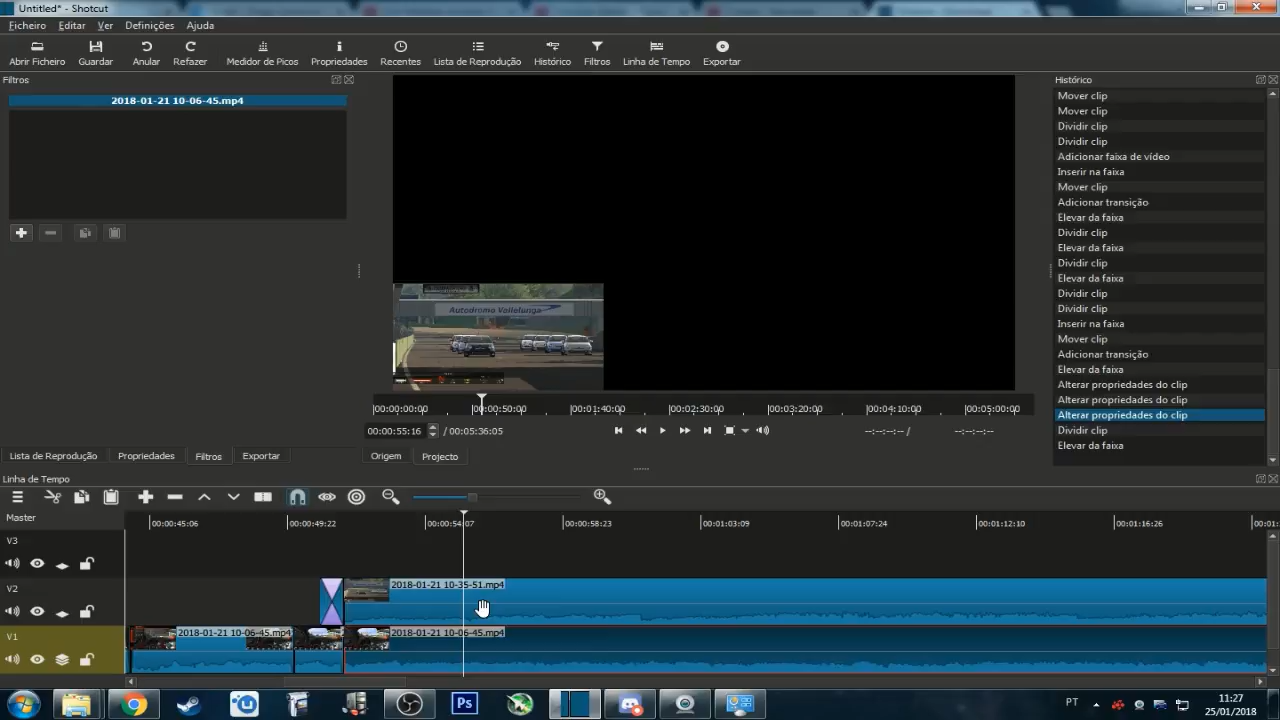 Untitled* - Shotcut
Ficheiro Editar Ver Definições Ajuda
Abrir Ficheiro Guardar Anular Refazer Medidor de Picos Propriedades Recentes Lista de Reprodução Histórico Filtros Linha de Tempo Exportar
Filtros
2018-01-21 10-06-45.mp4
Autodromo Vallelunga
Histórico
Mover clip
Mover clip
Dividir clip
Dividir clip
Adicionar faixa de vídeo
Inserir na faixa
Mover clip
Adicionar transição
Elevar da faixa
Dividir clip
Elevar da faixa
Dividir clip
Elevar da faixa
Dividir clip
Dividir clip
Inserir na faixa
Mover clip
Adicionar transição
Elevar da faixa
Alterar propriedades do clip
Alterar propriedades do clip
Alterar propriedades do clip
Dividir clip
Elevar da faixa
00:00:00:00 00:00:50:00 00:01:40:00 00:02:30:00 00:03:20:00 00:04:10:00 00:05:00:00
00:00:55:16 / 00:05:36:05 --:--:--:-- / --:--:--:--
Lista de Reprodução Propriedades Filtros Exportar Origem Projecto
Linha de Tempo
Master 00:00:45:06 00:00:49:22 00:00:54:07 00:00:58:23 00:01:03:09 00:01:07:24 00:01:12:10 00:01:16:26 00:01:
V3
V2 2018-01-21 10-35-51.mp4
V1 2018-01-21 10-06-45.mp4 2018-01-21 10-06-45.mp4
Ps PT 11:27
25/01/2018